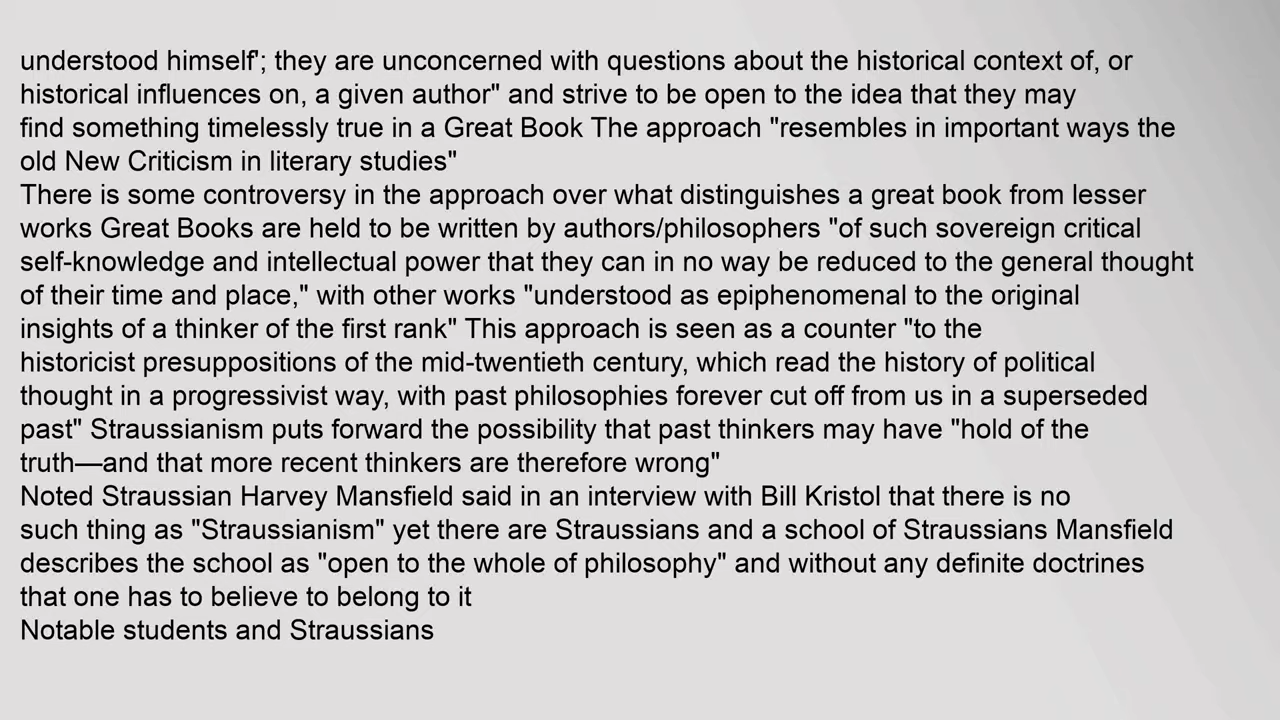 understood himself'; they are unconcerned with questions about the historical context of, or
historical influences on, a given author" and strive to be open to the idea that they may
find something timelessly true in a Great Book The approach "resembles in important ways the
old New Criticism in literary studies"
There is some controversy in the approach over what distinguishes a great book from lesser
works Great Books are held to be written by authors/philosophers "of such sovereign critical
self-knowledge and intellectual power that they can in no way be reduced to the general thought
of their time and place," with other works "understood as epiphenomenal to the original
insights of a thinker of the first rank" This approach is seen as a counter "to the
historicist presuppositions of the mid-twentieth century, which read the history of political
thought in a progressivist way, with past philosophies forever cut off from us in a superseded
past" Straussianism puts forward the possibility that past thinkers may have "hold of the
truth—and that more recent thinkers are therefore wrong"
Noted Straussian Harvey Mansfield said in an interview with Bill Kristol that there is no
such thing as "Straussianism" yet there are Straussians and a school of Straussians Mansfield
describes the school as "open to the whole of philosophy" and without any definite doctrines
that one has to believe to belong to it
Notable students and Straussians